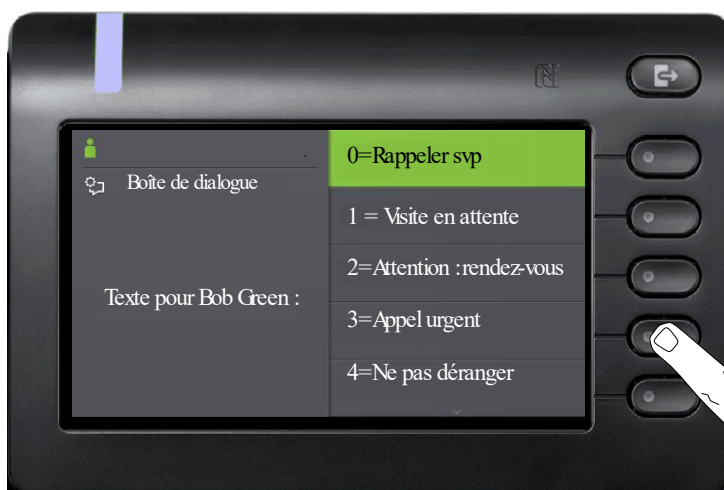 Boîte de dialogue
Texte pour Bob Green :
0=Rappeler svp
1 = Visite en attente
2=Attention :rendez-vous
3=Appel urgent
4=Ne pas déranger